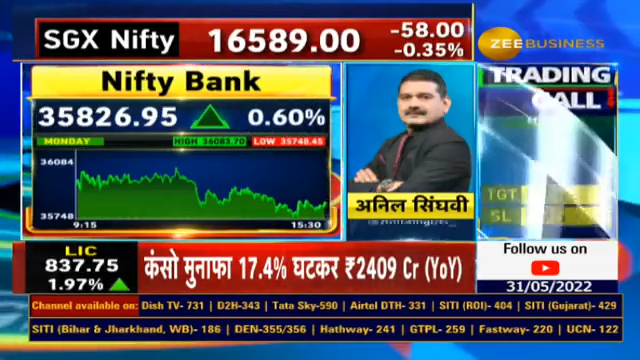 SGX Nifty 16589.00 -58.00
-0.35%
ZEE BUSINESS
Nifty Bank
35826.95 0.60%
MONDAY HIGH 36083.70 LOW 35748.45
36084
35748
9:15 15:30
अनिल सिंघवी
TRADING
CALL
TGT
SL
LIC
837.75
1.97%
कंसो मुनाफा 17.4% घटकर ₹2409 Cr (YoY)
Follow us on
31/05/2022
Channel available on: Dish TV- 731 | D2H-343 | Tata Sky-590 | Airtel DTH- 331 | SITI (ROI)- 404 | SITI (Gujarat)- 429
SITI (Bihar & Jharkhand, WB)- 186 | DEN-355/356 | Hathway- 241 | GTPL- 259 | Fastway- 220 | UCN- 122